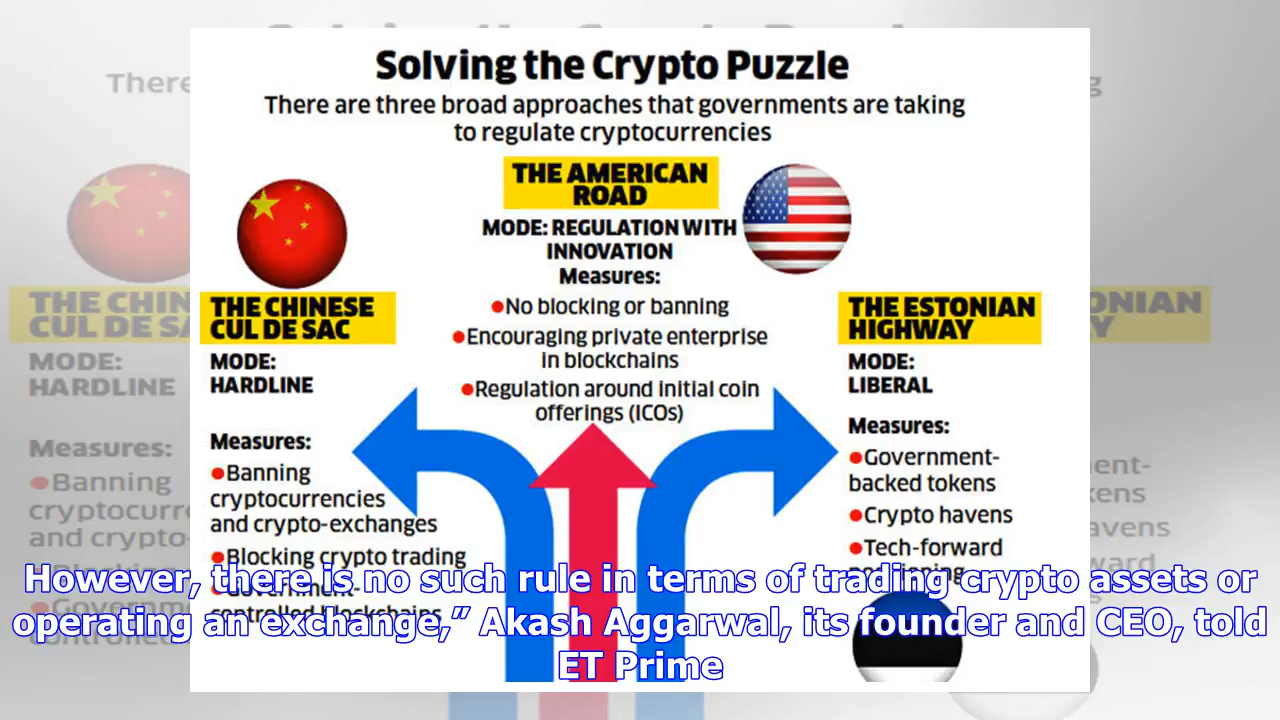 Solving the Crypto Puzzle
There are three broad approaches that governments are taking
to regulate cryptocurrencies
THE AMERICAN
ROAD
MODE: REGULATION WITH
INNOVATION
Measures:
No blocking or banning
Encouraging private enterprise
in blockchains
Regulation around initial coin
offerings (ICOs)
THE CHINESE
CUL DE SAC
MODE:
HARDLINE
Measures:
Banning
cryptocurrencies
and crypto-exchanges
Blocking crypto trading
Government-
controlled blockchains
THE ESTONIAN
HIGHWAY
MODE:
LIBERAL
Measures:
Government-
backed tokens
Crypto havens
Tech-forward
However, there is no such rule in terms of trading crypto assets or
operating an exchange,” Akash Aggarwal, its founder and CEO, told
ET Prime